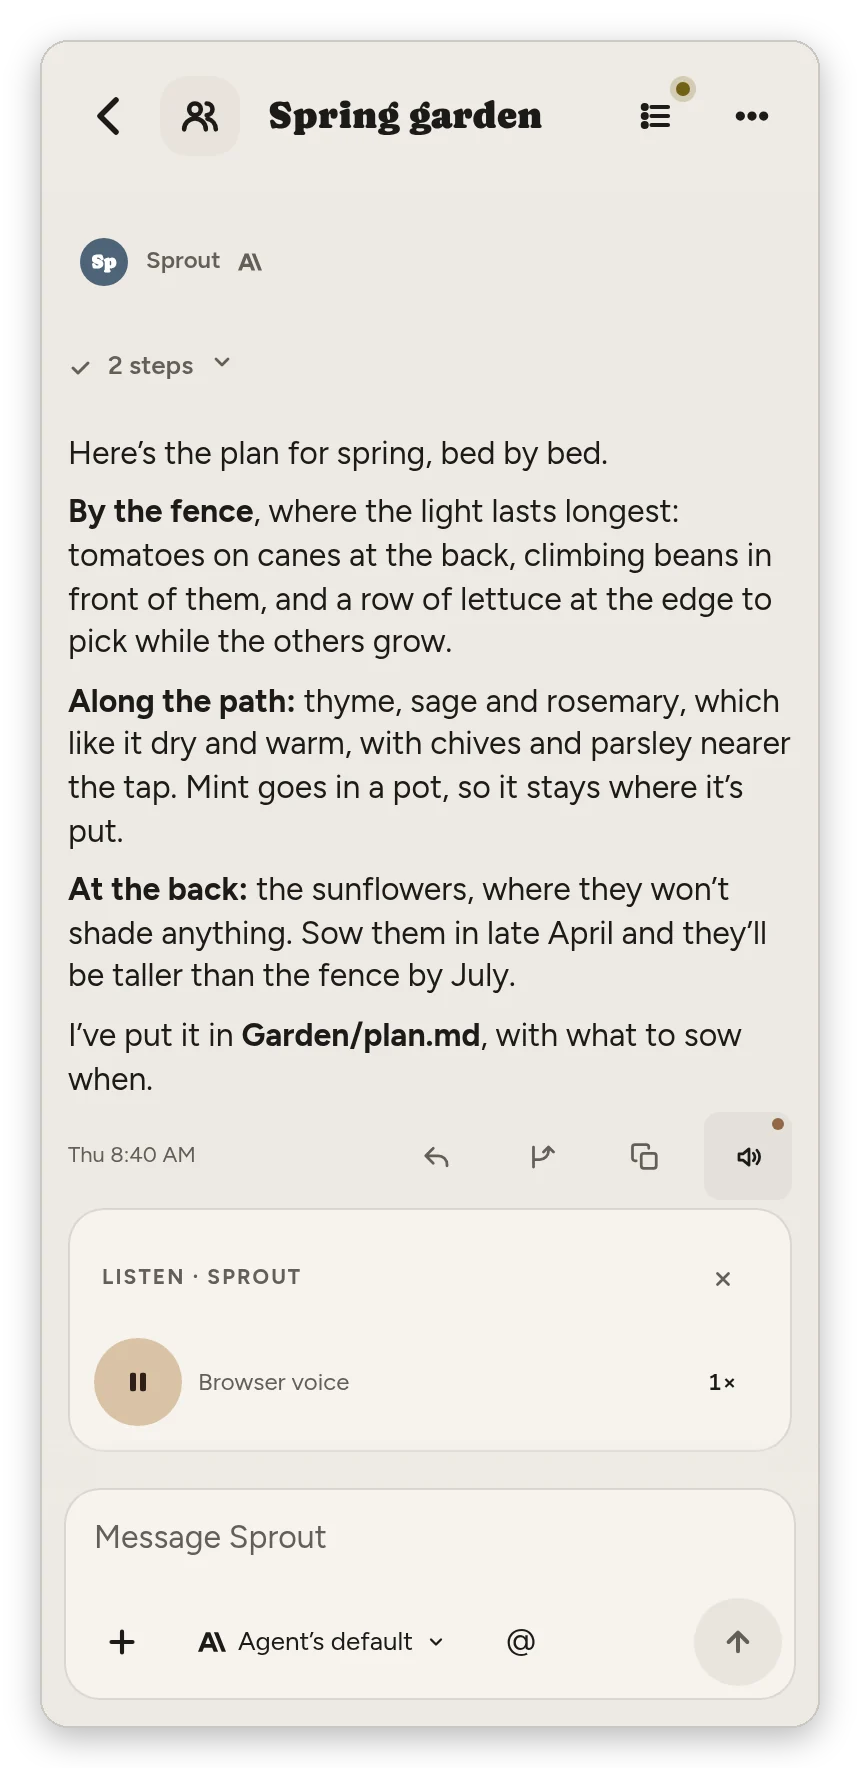 Spring garden
Sp Sprout
2 steps
Here’s the plan for spring, bed by bed.
By the fence, where the light lasts longest:
tomatoes on canes at the back, climbing beans in
front of them, and a row of lettuce at the edge to
pick while the others grow.
Along the path: thyme, sage and rosemary, which
like it dry and warm, with chives and parsley nearer
the tap. Mint goes in a pot, so it stays where it’s
put.
At the back: the sunflowers, where they won’t
shade anything. Sow them in late April and they’ll
be taller than the fence by July.
I’ve put it in Garden/plan.md, with what to sow
when.
Thu 8:40 AM
LISTEN · SPROUT
Browser voice 1×
Message Sprout
Agent’s default @